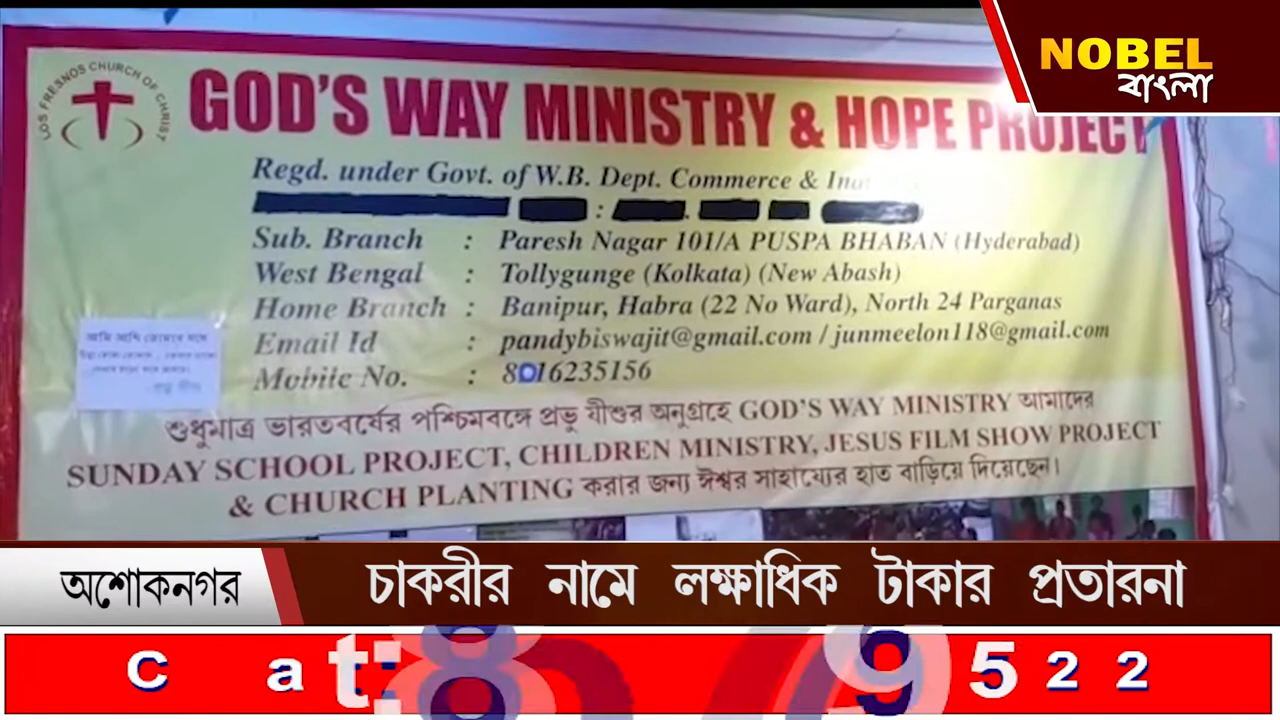 NOBEL
বাংলা
LOS FRESNOS CHURCH OF CHRIST
GOD'S WAY MINISTRY & HOPE PROJECT
Regd. under Govt. of W.B. Dept. Commerce &
Sub. Branch : Paresh Nagar 101/A PUSPA BHABAN (Hyderabad)
West Bengal : Tollygunge (Kolkata) (New Abash)
Home Branch : Banipur, Habra (22 No Ward), North 24 Parganas
Email Id : pandybiswajit@gmail.com / junmeelon118@gmail.com
Mobile No. : 8016235156
শুধুমাত্র ভারতবর্ষের পশ্চিমবঙ্গে প্রভু যীশুর অনুগ্রহে GOD'S WAY MINISTRY আমাদের
SUNDAY SCHOOL PROJECT, CHILDREN MINISTRY, JESUS FILM SHOW PROJECT
& CHURCH PLANTING করার জন্য ঈশ্বর সাহায্যের হাত বাড়িয়ে দিয়েছেন।
অশোকনগর
চাকরীর নামে লক্ষাধিক টাকার প্রতারনা